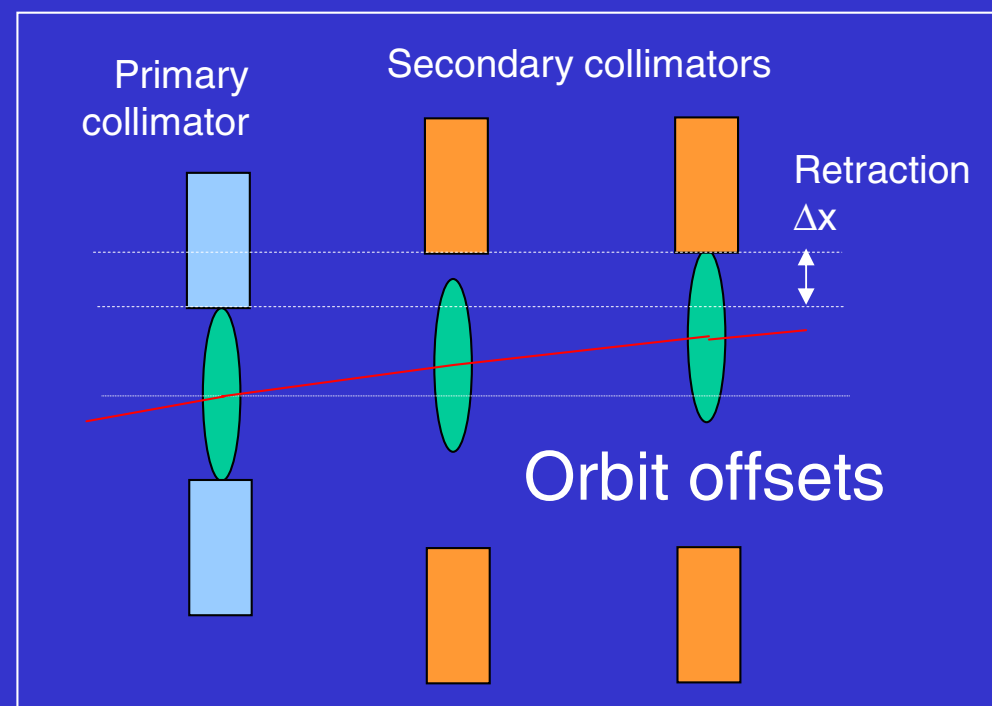 Primary
collimator
Secondary collimators
Retraction
Δx
Orbit offsets